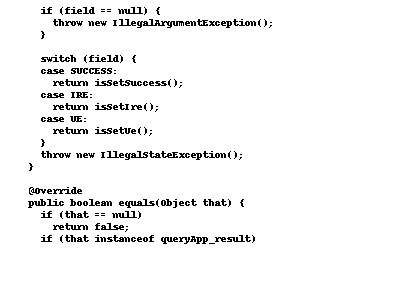 if (field == null) {
throw new IllegalArgumentException();
}
switch (field) {
case SUCCESS:
return isSetSuccess();
case IRE:
return isSetIre();
case UE:
return isSetUe();
}
throw new IllegalStateException();
}
@Override
public boolean equals(Object that) {
if (that == null)
return false;
if (that instanceof queryApp_result)